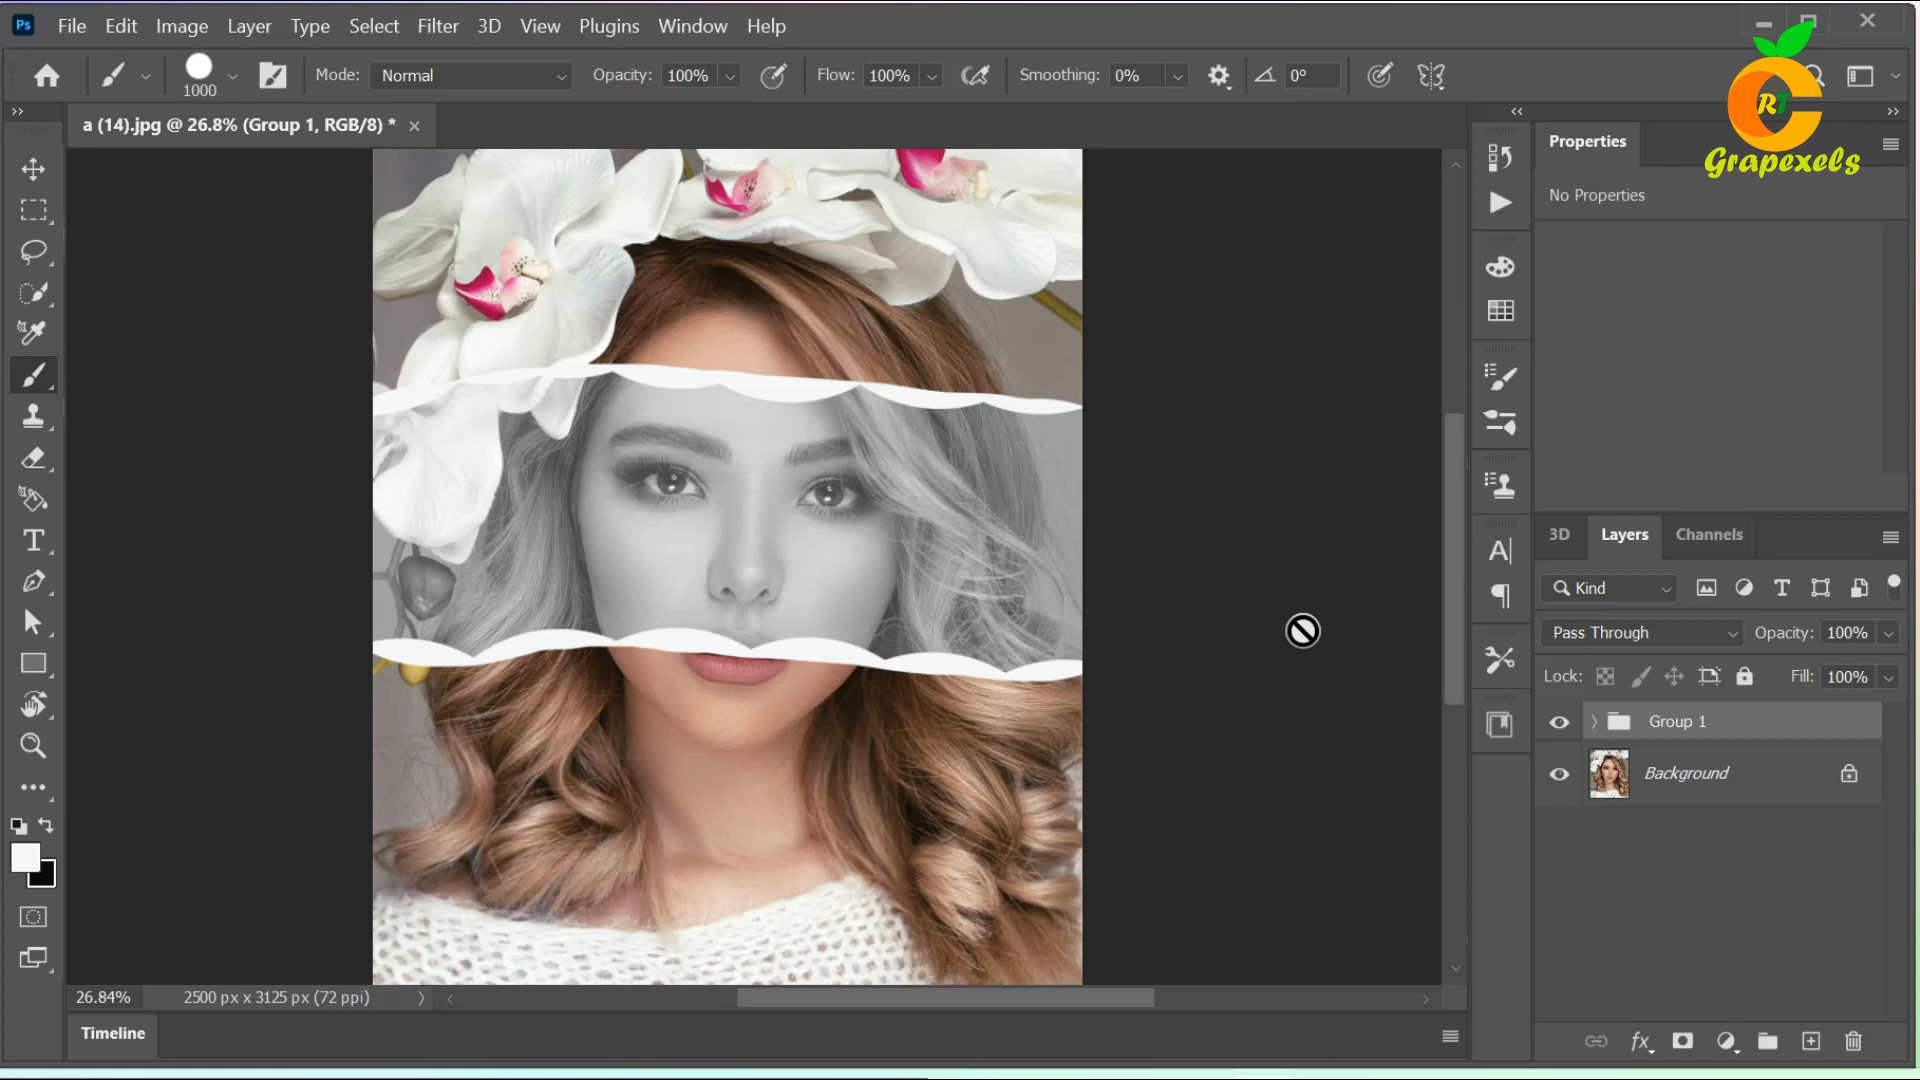 Ps File Edit Image Layer Type Select Filter 3D View Plugins Window Help
1000 Mode: Normal Opacity: 100% Flow: 100% Smoothing: 0% 0°
RT
Grapexels
a (14).jpg @ 26.8% (Group 1, RGB/8) *
Properties
No Properties
3D Layers Channels
Kind
Pass Through Opacity: 100%
Lock: Fill: 100%
Group 1
Background
26.84% 2500 px x 3125 px (72 ppi)
Timeline